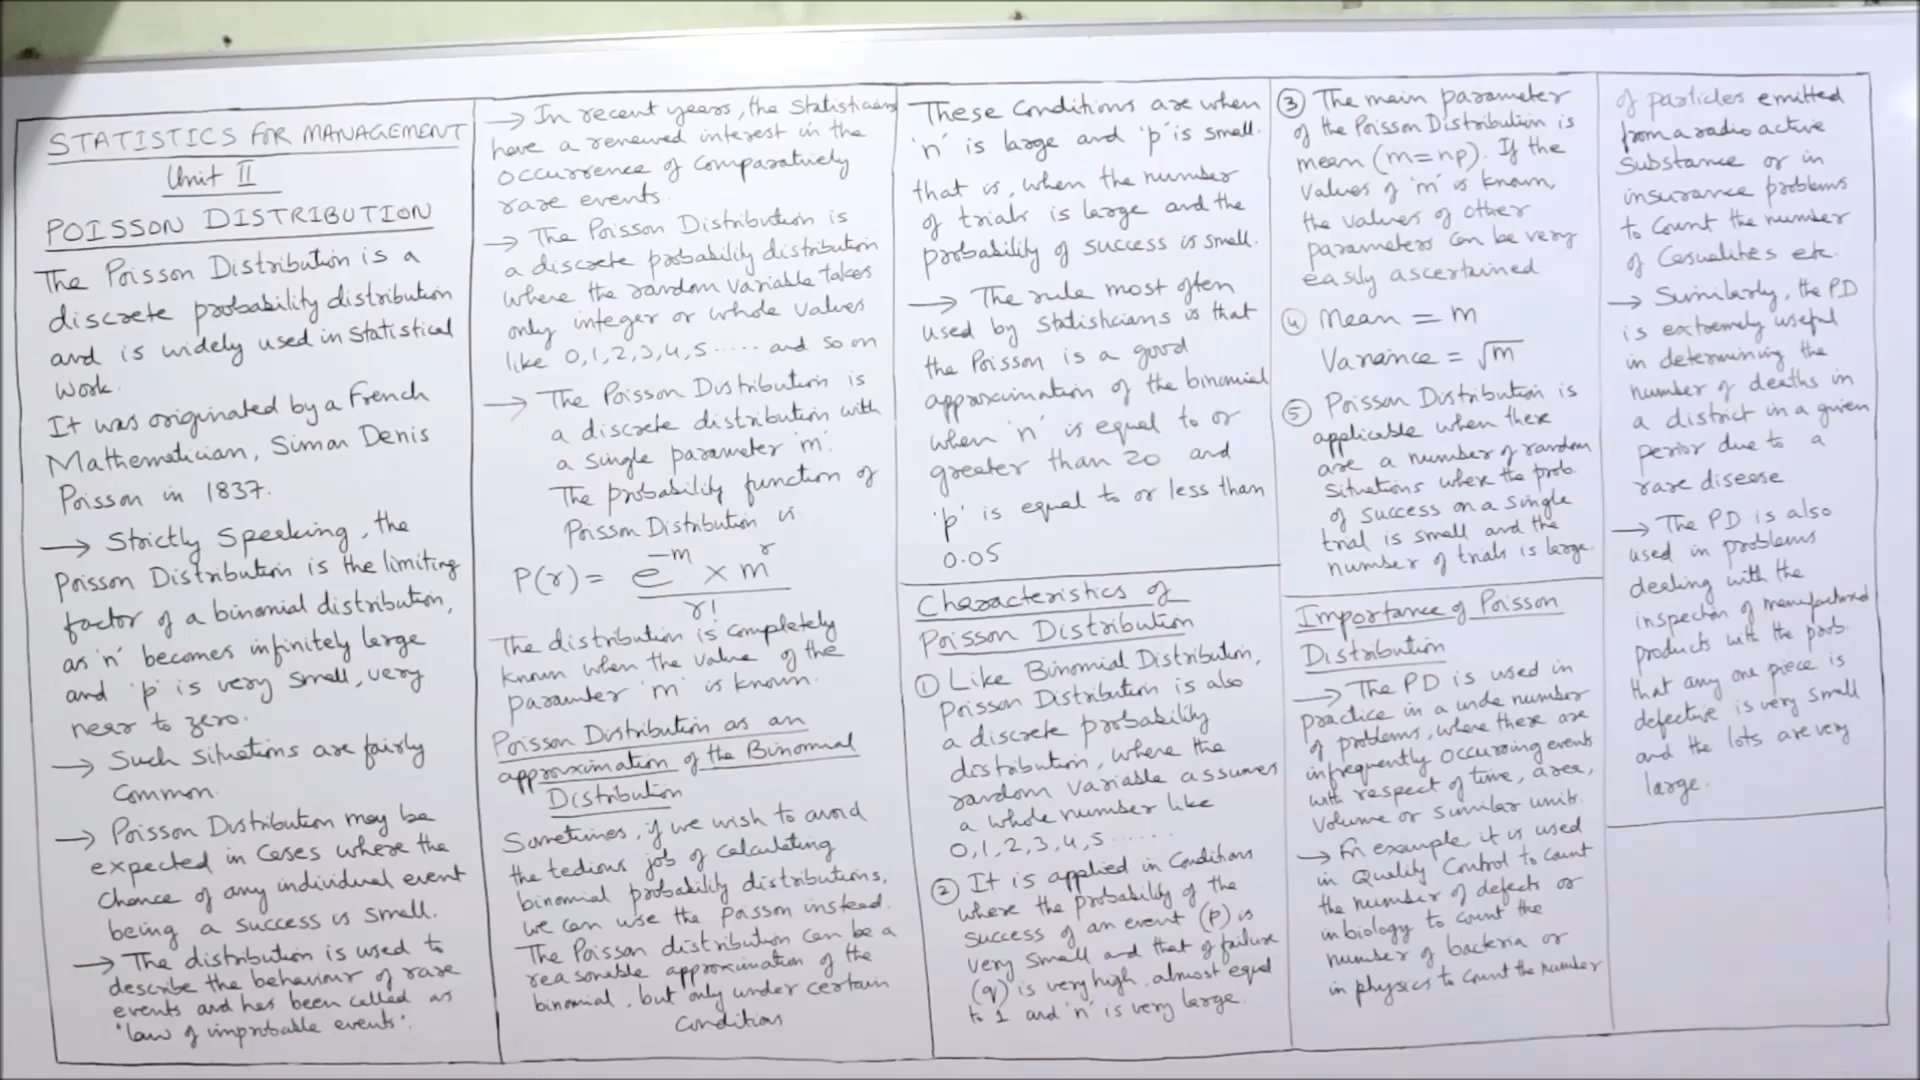 STATISTICS FOR MANAGEMENT
Unit II
POISSON DISTRIBUTION
The Poisson Distribution is a
discrete probability distribution
and is widely used in Statistical
Work.
It was originated by a French
Mathematician, Siman Denis
Poisson in 1837.
→ Strictly Speaking, the
Poisson Distribution is the limiting
factor of a binomial distribution,
as 'n' becomes infinitely large
and 'p' is very small, very
near to zero.
→ Such situations are fairly
Common.
→ Poisson Distribution may be
expected in Cases where the
Chance of any individual event
being a success is small.
→ The distribution is used to
describe the behaviour of rare
events and has been called as
'law of improbable events'.
→ In recent years, the Statisticians
have a renewed interest in the
occurrence of Comparatively
rare events.
→ The Poisson Distribution is
a discrete probability distribution
where the random variable takes
only integer or whole values
like 0,1,2,3,4,5 ..... and so on
→ The Poisson Distribution is
a discrete distribution with
a single parameter 'm'.
The probability function of
Poisson Distribution is
P(r) = e^-m × m^r
r!
The distribution is completely
known when the value of the
paramter 'm' is known.
Poisson Distribution as an
approximation of the Binomial
Distribution
Sometimes, if we wish to avoid
the tedious job of calculating
binomial probability distributions,
we can use the Poisson instead.
The Poisson distribution can be a
reasonable approximation of the
binomial, but only under certain
Conditions
These Conditions are when
'n' is large and 'p' is small.
that is, when the number
of trials is large and the
probability of success is small.
→ The rule most often
used by statisticians is that
the Poisson is a good
approximation of the binomial
when 'n' is equal to or
greater than 20 and
'p' is equal to or less than
0.05
Characteristics of
Poisson Distribution
① Like Binomial Distribution,
Poisson Distribution is also
a discrete probability
distribution, where the
random variable assumes
a whole number like
0,1,2,3,4,5 ......
② It is applied in Conditions
where the probability of the
success of an event (p) is
very small and that of failure
(q) is very high, almost equal
to 1 and 'n' is very large.
③ The main parameter
of the Poisson Distribution is
mean (m=np). If the
values of 'm' is known,
the values of other
parameters can be very
easily ascertained
④ Mean = m
Variance = √m
⑤ Poisson Distribution is
applicable when there
are a number of random
situations where the prob.
of success on a single
trial is small and the
number of trials is large.
Importance of Poisson
Distribution
→ The PD is used in
practice in a wide number
of problems, where there are
infrequently occurring events
with respect of time, area,
volume or similar units.
→ For example, it is used
in Quality Control to count
the number of defects or
in biology to count the
number of backria or
in physics to count the number
of particles emitted
from a radio active
substance or in
insurance problems
to Count the number
of Casualites etc.
→ Similarly, the PD
is extremely useful
in determining the
number of deaths in
a district in a given
perior due to a
rare disease
→ The PD is also
used in problems
dealing with the
inspection of manufactured
products with the prob.
that any one piece is
defective is very small
and the lots are very
large.